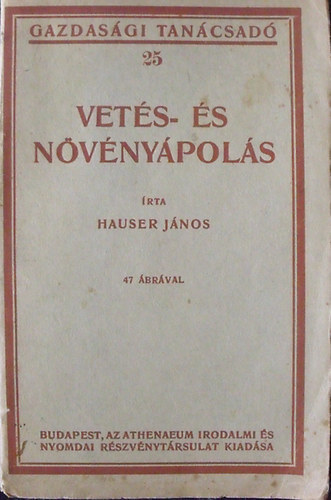 GAZDASÁGI TANÁCSADÓ
25
VETÉS- ÉS
NÖVÉNYÁPOLÁS
ÍRTA
HAUSER JÁNOS
47 ÁBRÁVAL
BUDAPEST, AZ ATHENAEUM IRODALMI ÉS
NYOMDAI RÉSZVÉNYTÁRSULAT KIADÁSA